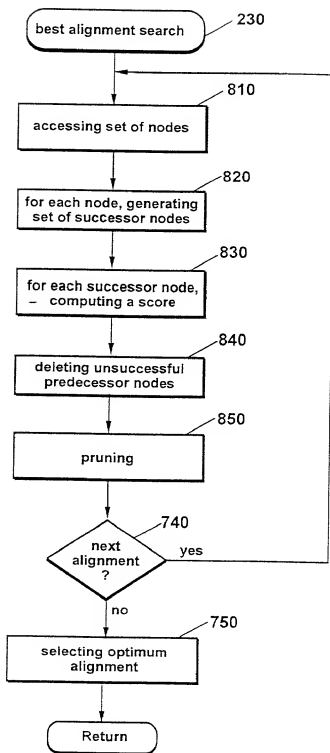 best alignment search
230
810
accessing set of nodes
820
for each node, generating
set of successor nodes
830
for each successor node,
– computing a score
840
deleting unsuccessful
predecessor nodes
850
pruning
740
next
alignment
?
yes
no
750
selecting optimum
alignment
Return